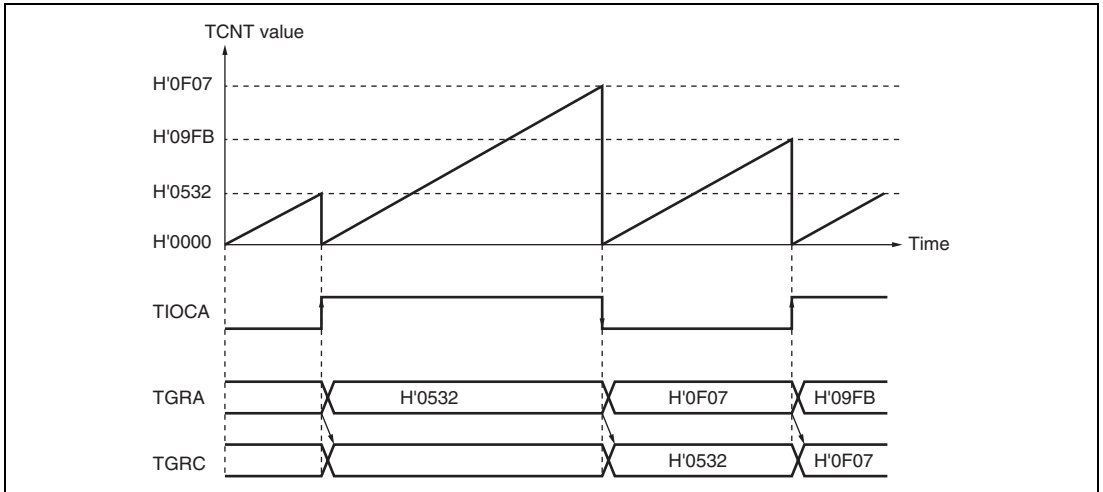 TCNT value
H'0F07
H'09FB
H'0532
H'0000
Time
TIOCA
TGRA H'0532 H'0F07 H'09FB
TGRC H'0532 H'0F07